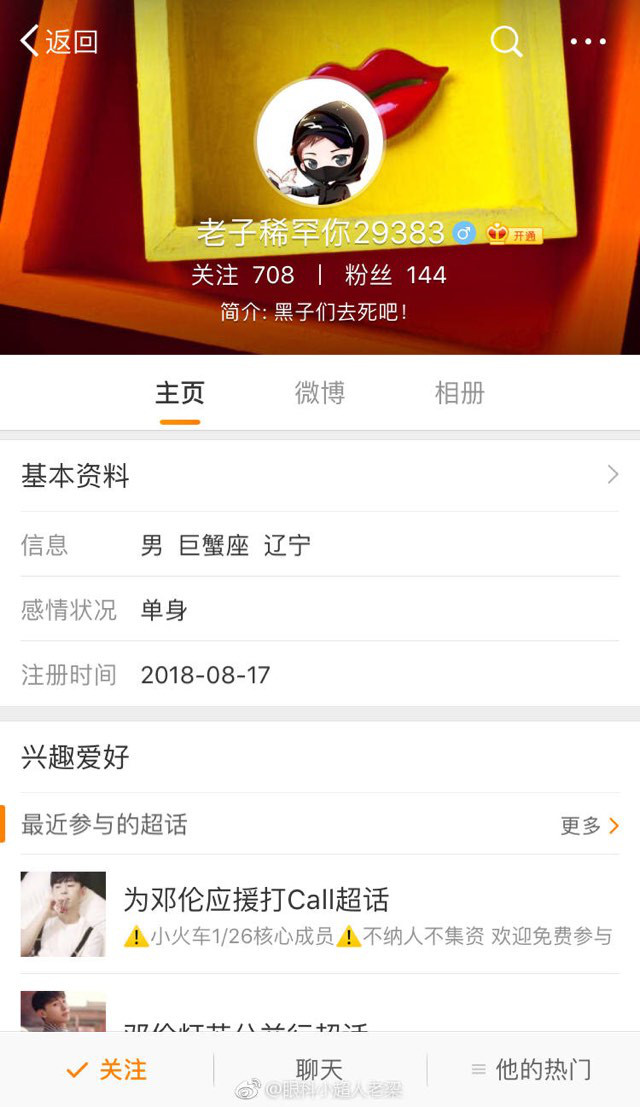 返回
老子稀罕你29383 开通
关注 708 | 粉丝 144
简介: 黑子们去死吧!
主页 微博 相册
基本资料
信息 男 巨蟹座 辽宁
感情状况 单身
注册时间 2018-08-17
兴趣爱好
最近参与的超话 更多
为邓伦应援打Call超话
⚠️小火车1/26核心成员⚠️不纳人不集资 欢迎免费参与
关注 聊天 他的热门
@眼科小超人老梁